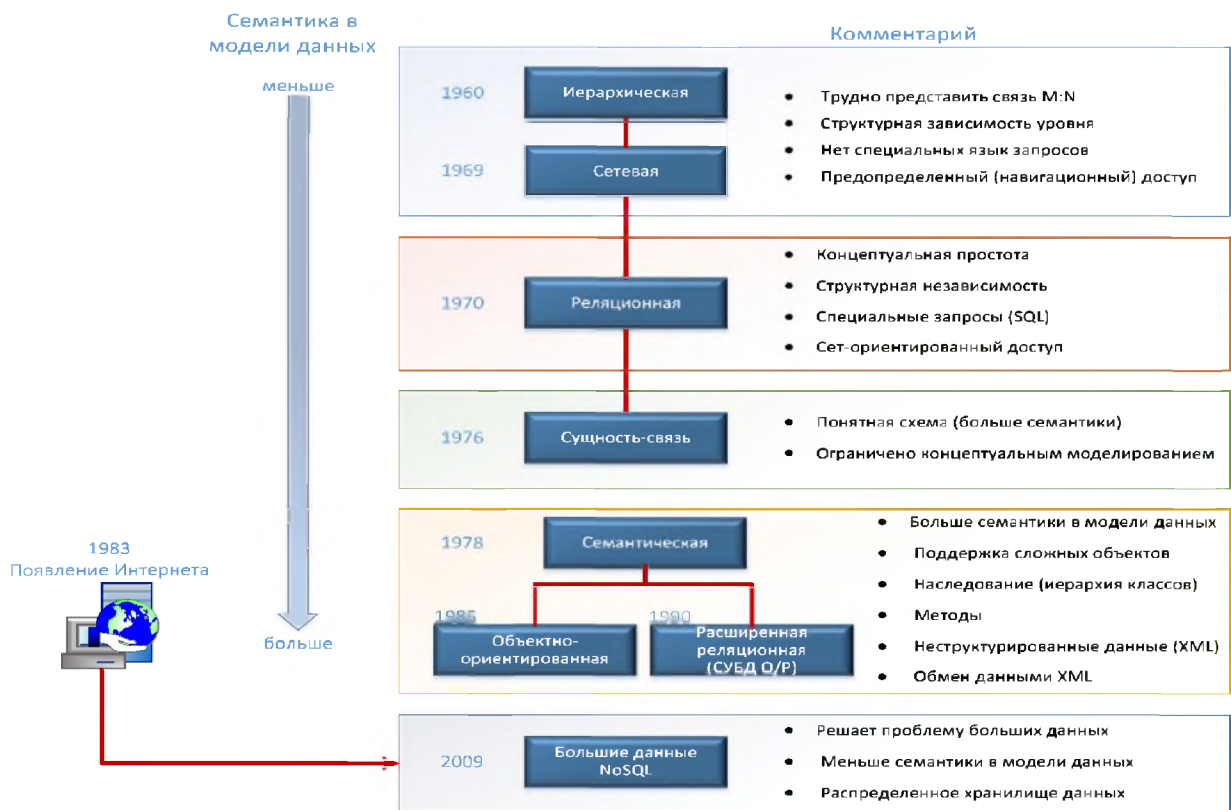 Семантика в
модели данных
меньше
больше
1983
Появление Интернета
Комментарий
1960
Иерархическая
1969
Сетевая
• Трудно представить связь M:N
• Структурная зависимость уровня
• Нет специальных язык запросов
• Предопределенный (навигационный) доступ
1970
Реляционная
• Концептуальная простота
• Структурная независимость
• Специальные запросы (SQL)
• Сет-ориентированный доступ
1976
Сущность-связь
• Понятная схема (больше семантики)
• Ограничено концептуальным моделированием
1978
Семантическая
1985
Объектно-
ориентированная
1990
Расширенная
реляционная
(СУБД О/Р)
• Больше семантики в модели данных
• Поддержка сложных объектов
• Наследование (иерархия классов)
• Методы
• Неструктурированные данные (XML)
• Обмен данными XML
2009
Большие данные
NoSQL
• Решает проблему больших данных
• Меньше семантики в модели данных
• Распределенное хранилище данных